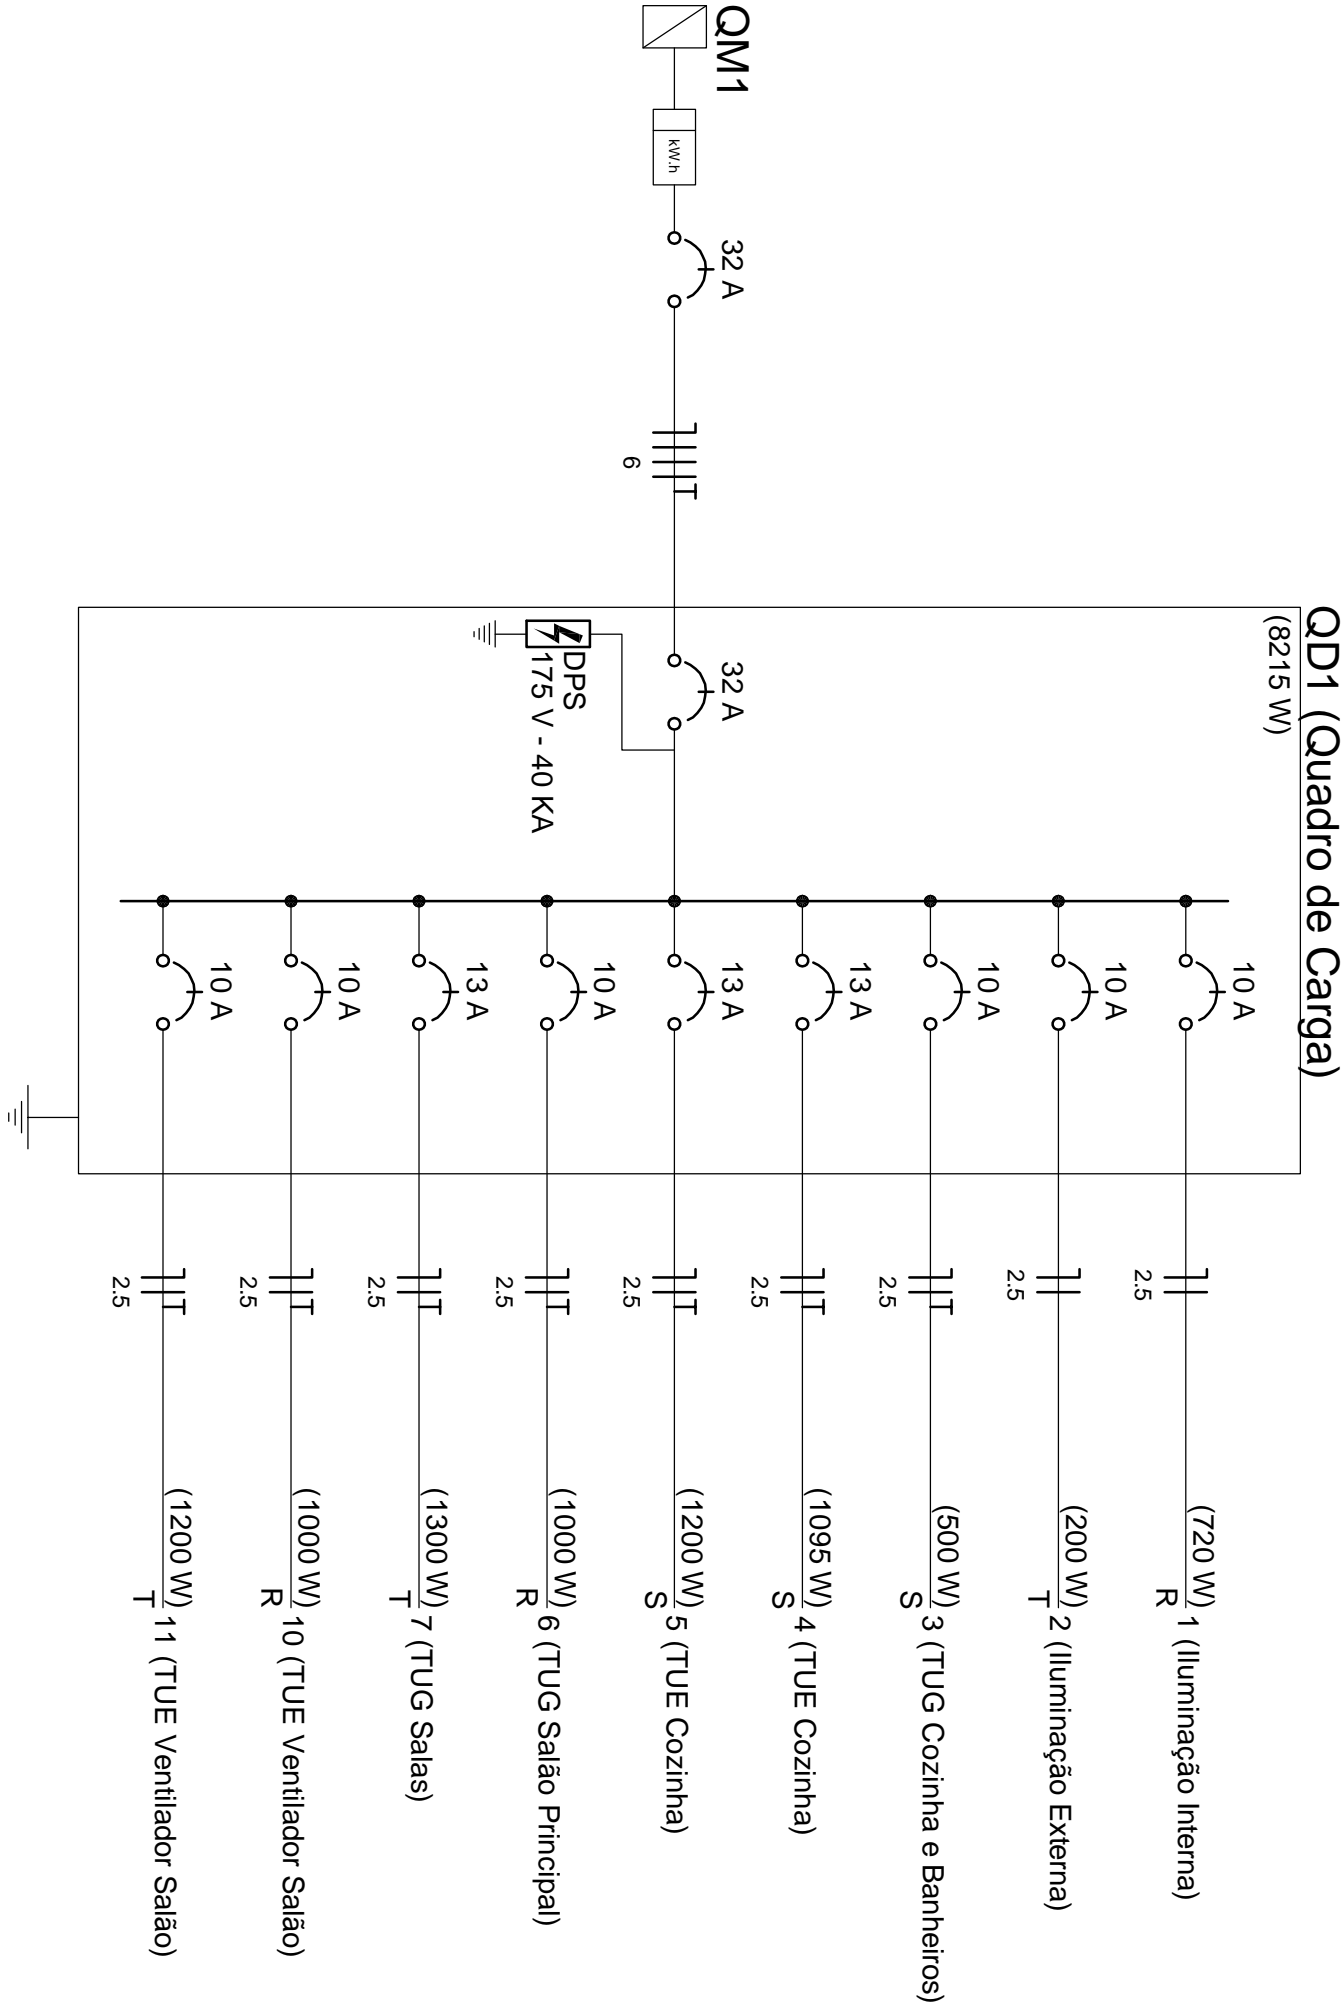 QM1
kW.h
32 A
6
QD1 (Quadro de Carga)
(8215 W)
32 A
DPS
175 V - 40 KA
10 A
2.5
(720 W)
R
1 (Iluminação Interna)
10 A
2.5
(200 W)
T
2 (Iluminação Externa)
10 A
2.5
(500 W)
S
3 (TUG Cozinha e Banheiros)
13 A
2.5
(1095 W)
S
4 (TUE Cozinha)
13 A
2.5
(1200 W)
S
5 (TUE Cozinha)
10 A
2.5
(1000 W)
R
6 (TUG Salão Principal)
13 A
2.5
(1300 W)
T
7 (TUG Salas)
10 A
2.5
(1000 W)
R
10 (TUE Ventilador Salão)
10 A
2.5
(1200 W)
T
11 (TUE Ventilador Salão)